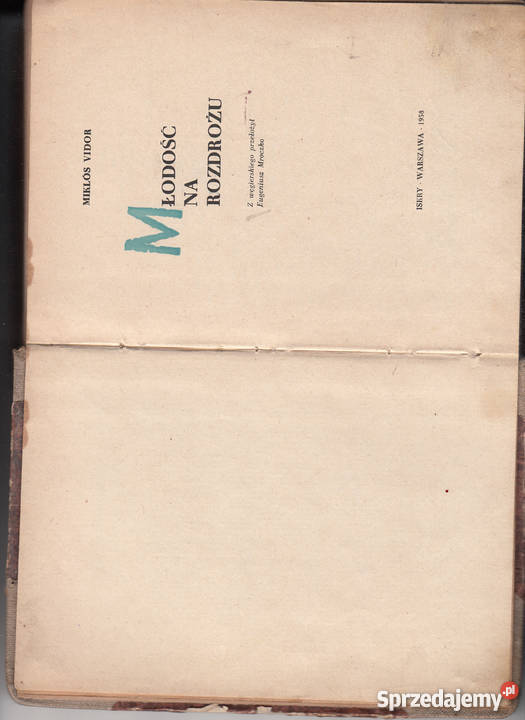 MIKLÓS VIDOR
MŁODOŚĆ
NA
ROZDROŻU
Z węgierskiego przełożył
Eugeniusz Mroczko
ISKRY · WARSZAWA · 1958
Sprzedajemy.pl